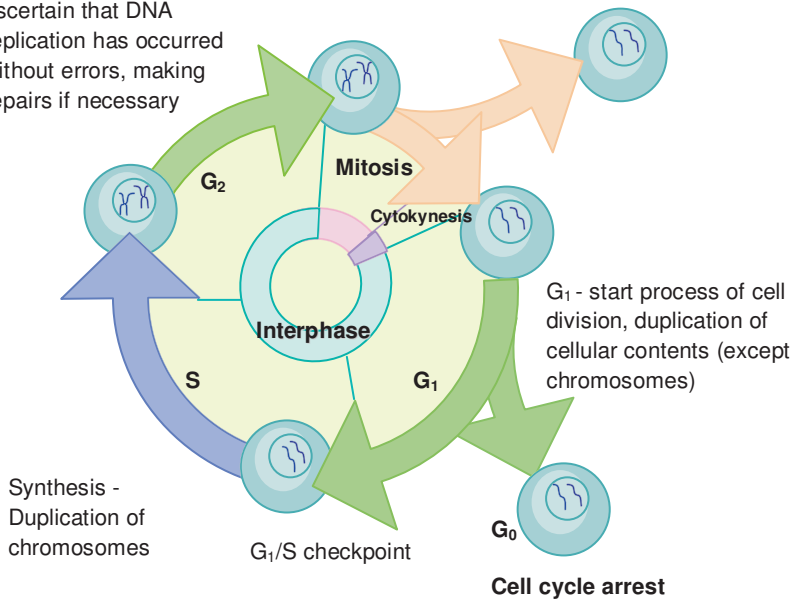 scertain that DNA
eplication has occurred
ithout errors, making
epairs if necessary
Mitosis
G₂
Cytokynesis
G₁ - start process of cell
division, duplication of
cellular contents (except
chromosomes)
Interphase
S
G₁
Synthesis -
Duplication of
chromosomes
G₁/S checkpoint
G₀
Cell cycle arrest